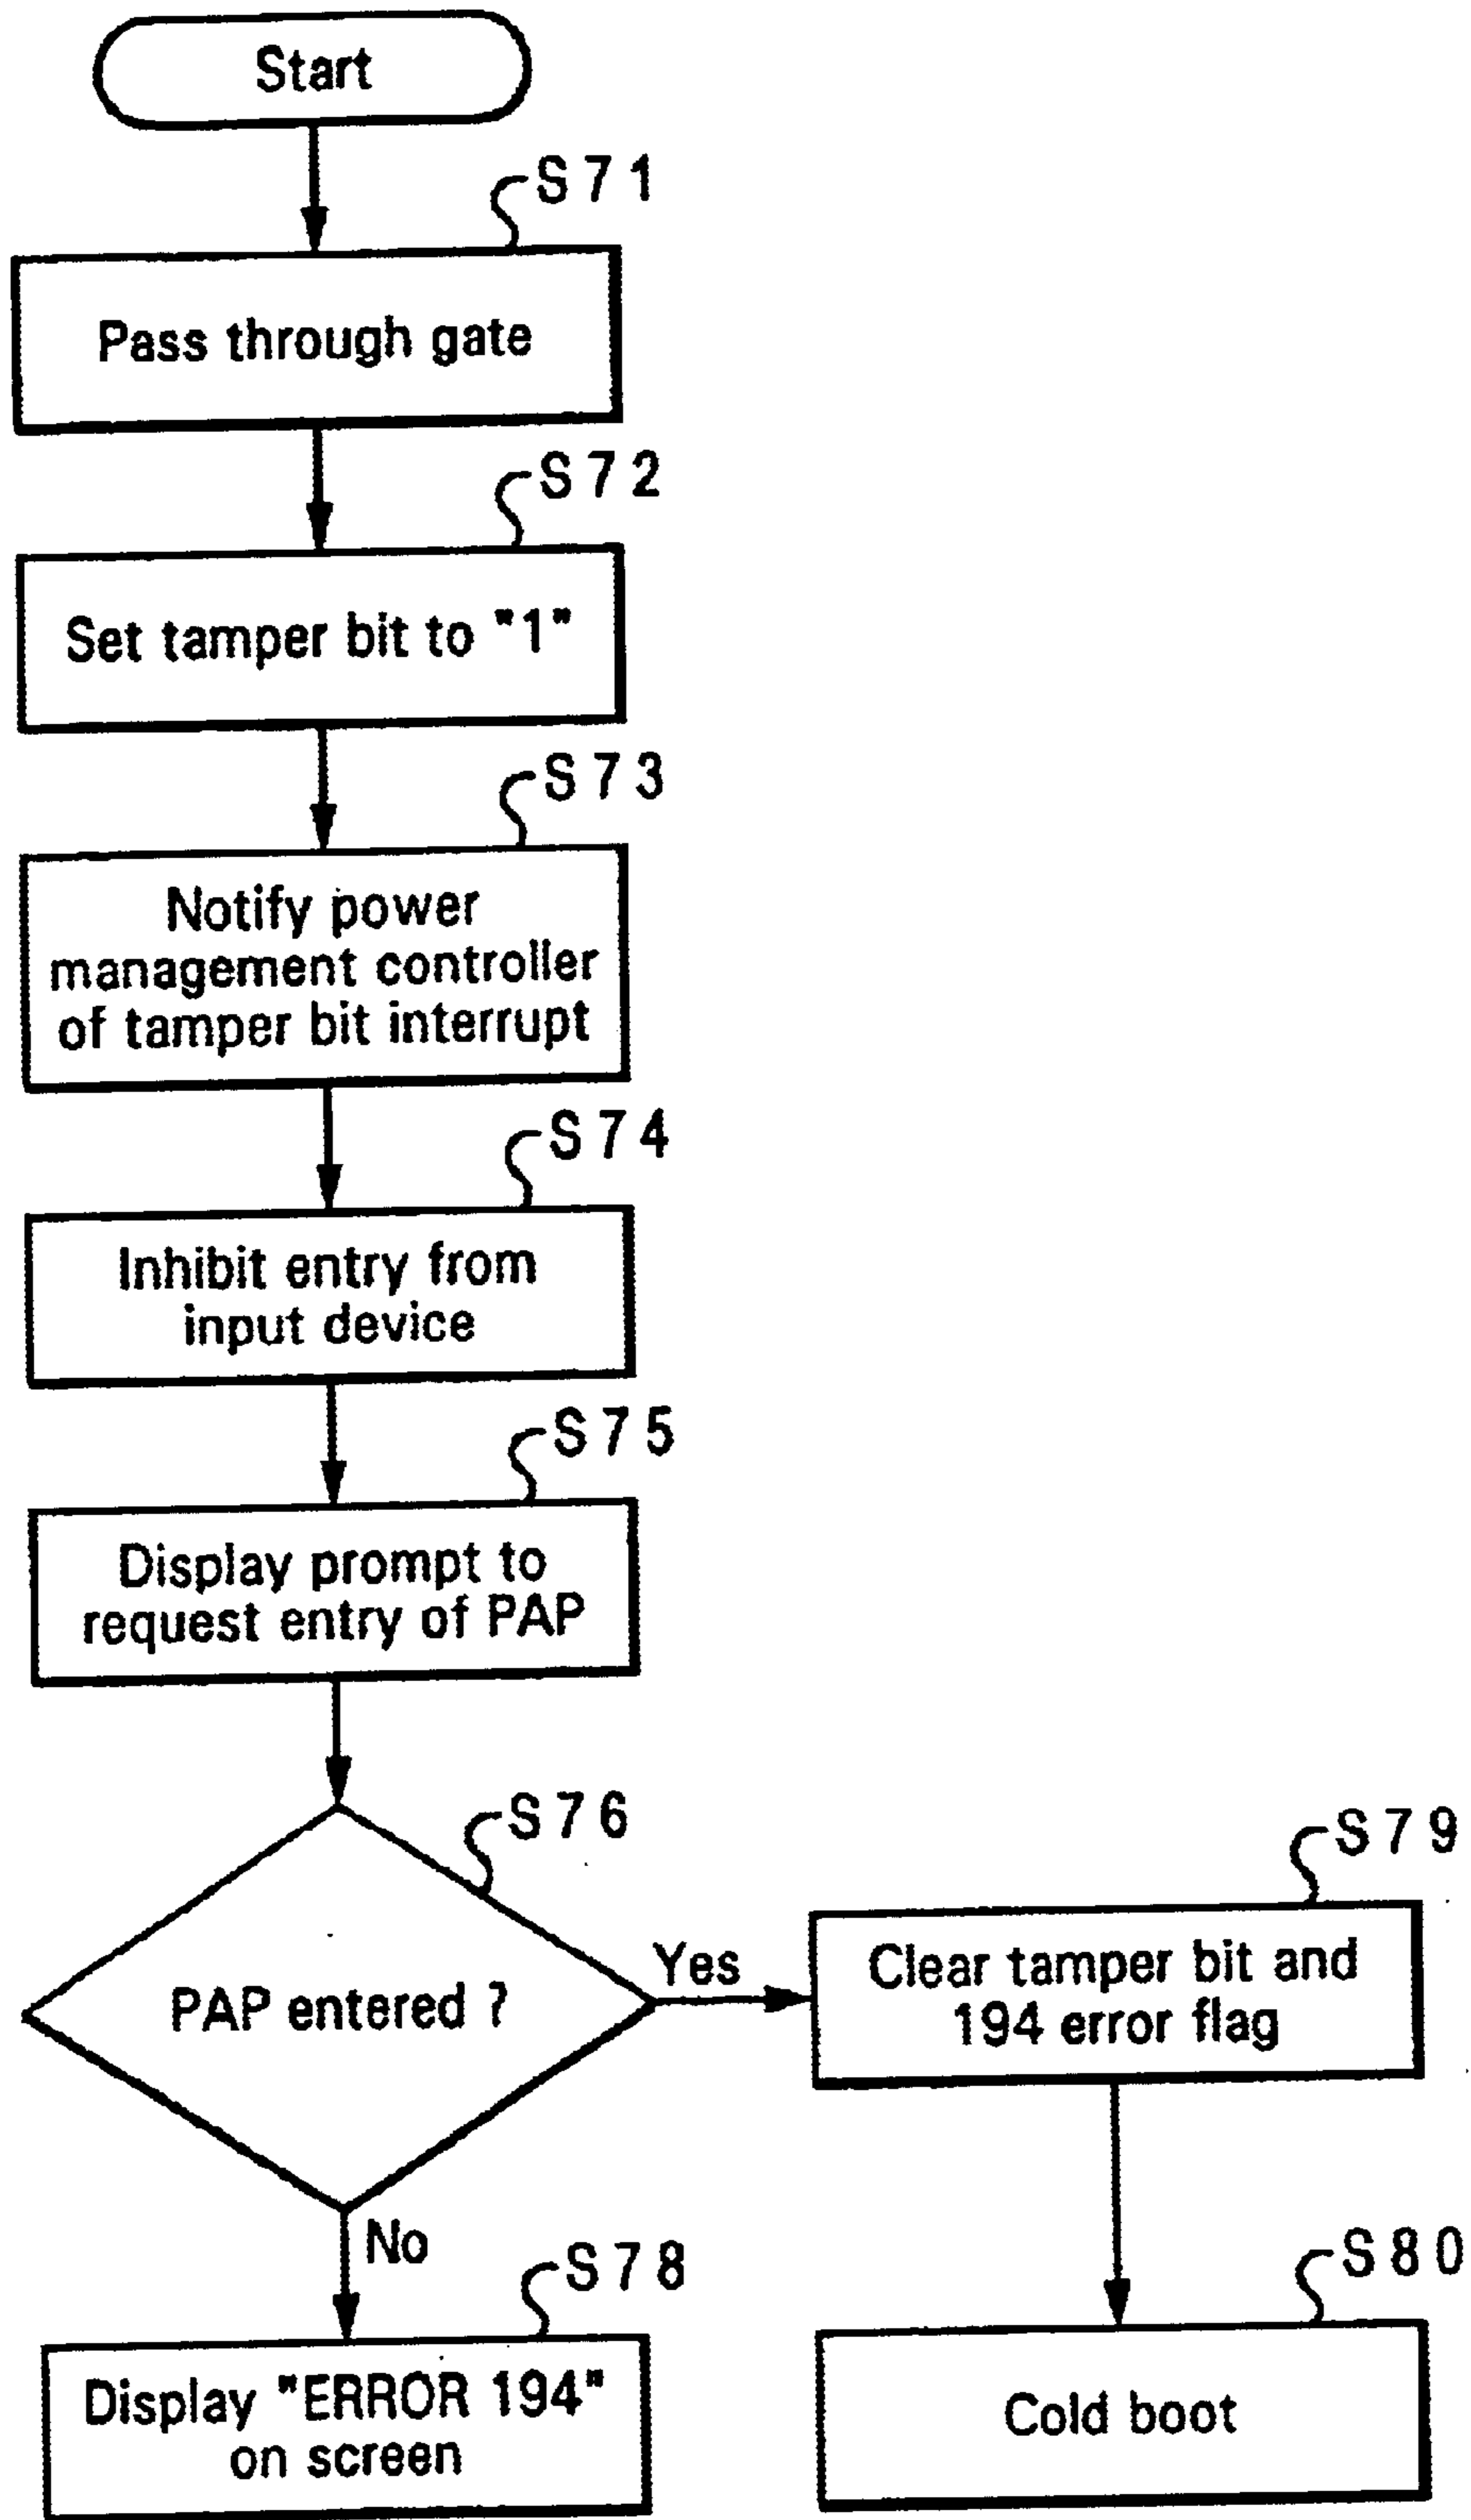 Start
S71
Pass through gate
S72
Set tamper bit to "1"
S73
Notify power
management controller
of tamper bit interrupt
S74
Inhibit entry from
input device
S75
Display prompt to
request entry of PAP
S76
PAP entered ?
Yes
S79
Clear tamper bit and
194 error flag
No
S78
Display "ERROR 194"
on screen
S80
Cold boot